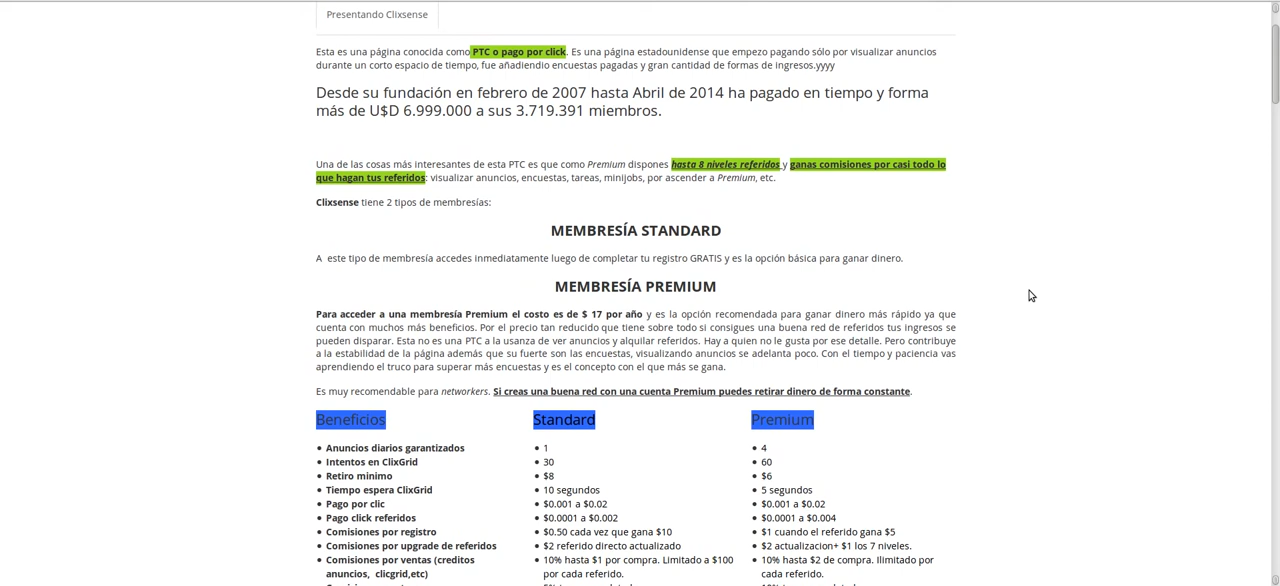 Presentando Clixsense
Esta es una página conocida como PTC o pago por click. Es una página estadounidense que empezo pagando sólo por visualizar anuncios
durante un corto espacio de tiempo, fue añadiendio encuestas pagadas y gran cantidad de formas de ingresos.yyyy
Desde su fundación en febrero de 2007 hasta Abril de 2014 ha pagado en tiempo y forma
más de U$D 6.999.000 a sus 3.719.391 miembros.
Una de las cosas más interesantes de esta PTC es que como Premium dispones hasta 8 niveles referidos y ganas comisiones por casi todo lo
que hagan tus referidos: visualizar anuncios, encuestas, tareas, minijobs, por ascender a Premium, etc.
Clixsense tiene 2 tipos de membresías:
MEMBRESÍA STANDARD
A este tipo de membresía accedes inmediatamente luego de completar tu registro GRATIS y es la opción básica para ganar dinero.
MEMBRESÍA PREMIUM
Para acceder a una membresía Premium el costo es de $ 17 por año y es la opción recomendada para ganar dinero más rápido ya que
cuenta con muchos más beneficios. Por el precio tan reducido que tiene sobre todo si consigues una buena red de referidos tus ingresos se
pueden disparar. Esta no es una PTC a la usanza de ver anuncios y alquilar referidos. Hay a quien no le gusta por ese detalle. Pero contribuye
a la estabilidad de la página además que su fuerte son las encuestas, visualizando anuncios se adelanta poco. Con el tiempo y paciencia vas
aprendiendo el truco para superar más encuestas y es el concepto con el que más se gana.
Es muy recomendable para networkers. Si creas una buena red con una cuenta Premium puedes retirar dinero de forma constante.
Beneficios Standard Premium
• Anuncios diarios garantizados • 1 • 4
• Intentos en ClixGrid • 30 • 60
• Retiro minimo • $8 • $6
• Tiempo espera ClixGrid • 10 segundos • 5 segundos
• Pago por clic • $0.001 a $0.02 • $0.001 a $0.02
• Pago click referidos • $0.0001 a $0.002 • $0.0001 a $0.004
• Comisiones por registro • $0.50 cada vez que gana $10 • $1 cuando el referido gana $5
• Comisiones por upgrade de referidos • $2 referido directo actualizado • $2 actualizacion+ $1 los 7 niveles.
• Comisiones por ventas (creditos • 10% hasta $1 por compra. Limitado a $100 • 10% hasta $2 de compra. Ilimitado por
anuncios, clicgrid,etc) por cada referido. cada referido.